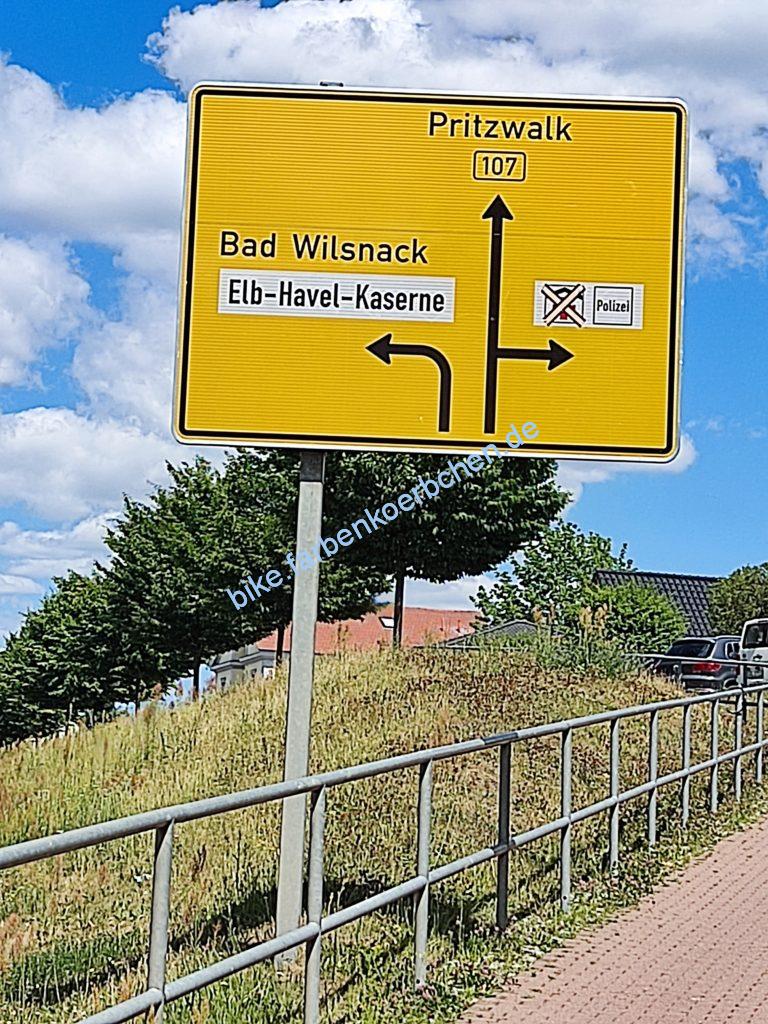 Pritzwalk
107
Bad Wilsnack
Elb-Havel-Kaserne
Polizei
bike.farbenkoerbchen.de